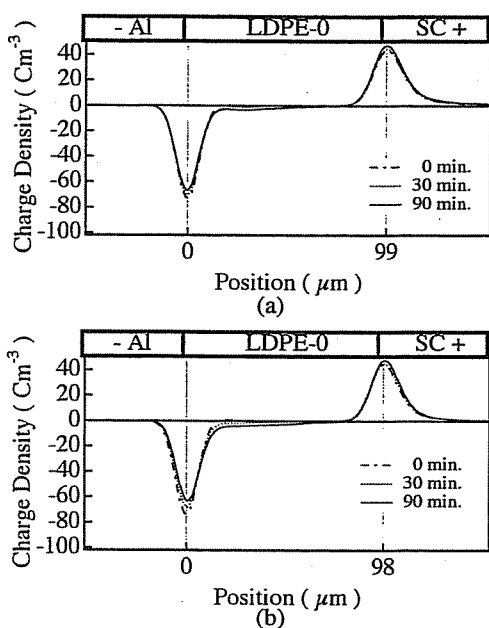 - Al LDPE-0 SC +
40
20
0
-20
-40
-60
-80
-100
Charge Density ( Cm-3 )
0 min.
30 min.
90 min.
0 99
Position ( μm )
(a)
- Al LDPE-0 SC +
40
20
0
-20
-40
-60
-80
-100
Charge Density ( Cm-3 )
0 min.
30 min.
90 min.
0 98
Position ( μm )
(b)